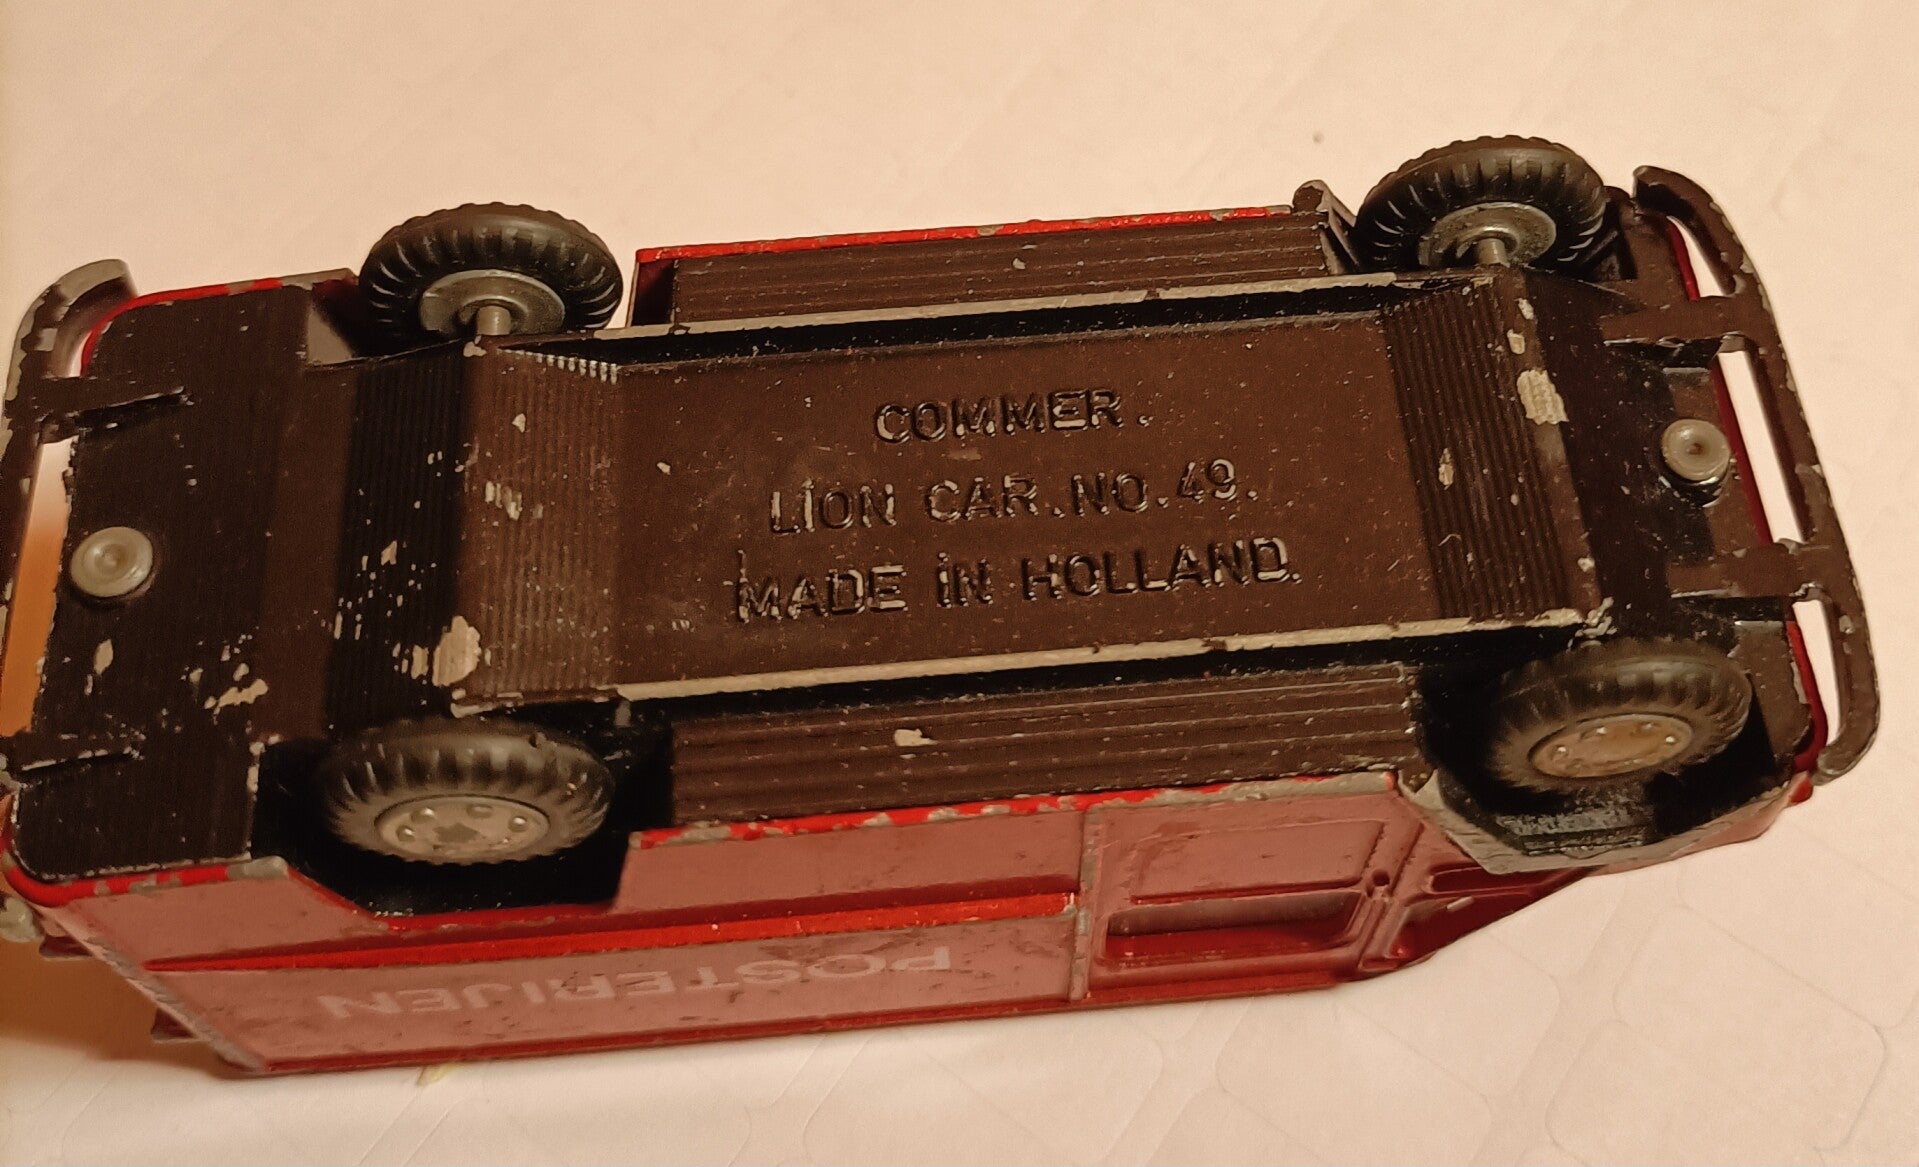 COMMER.
LION CAR.NO.49.
MADE IN HOLLAND.
POSTERIJEN